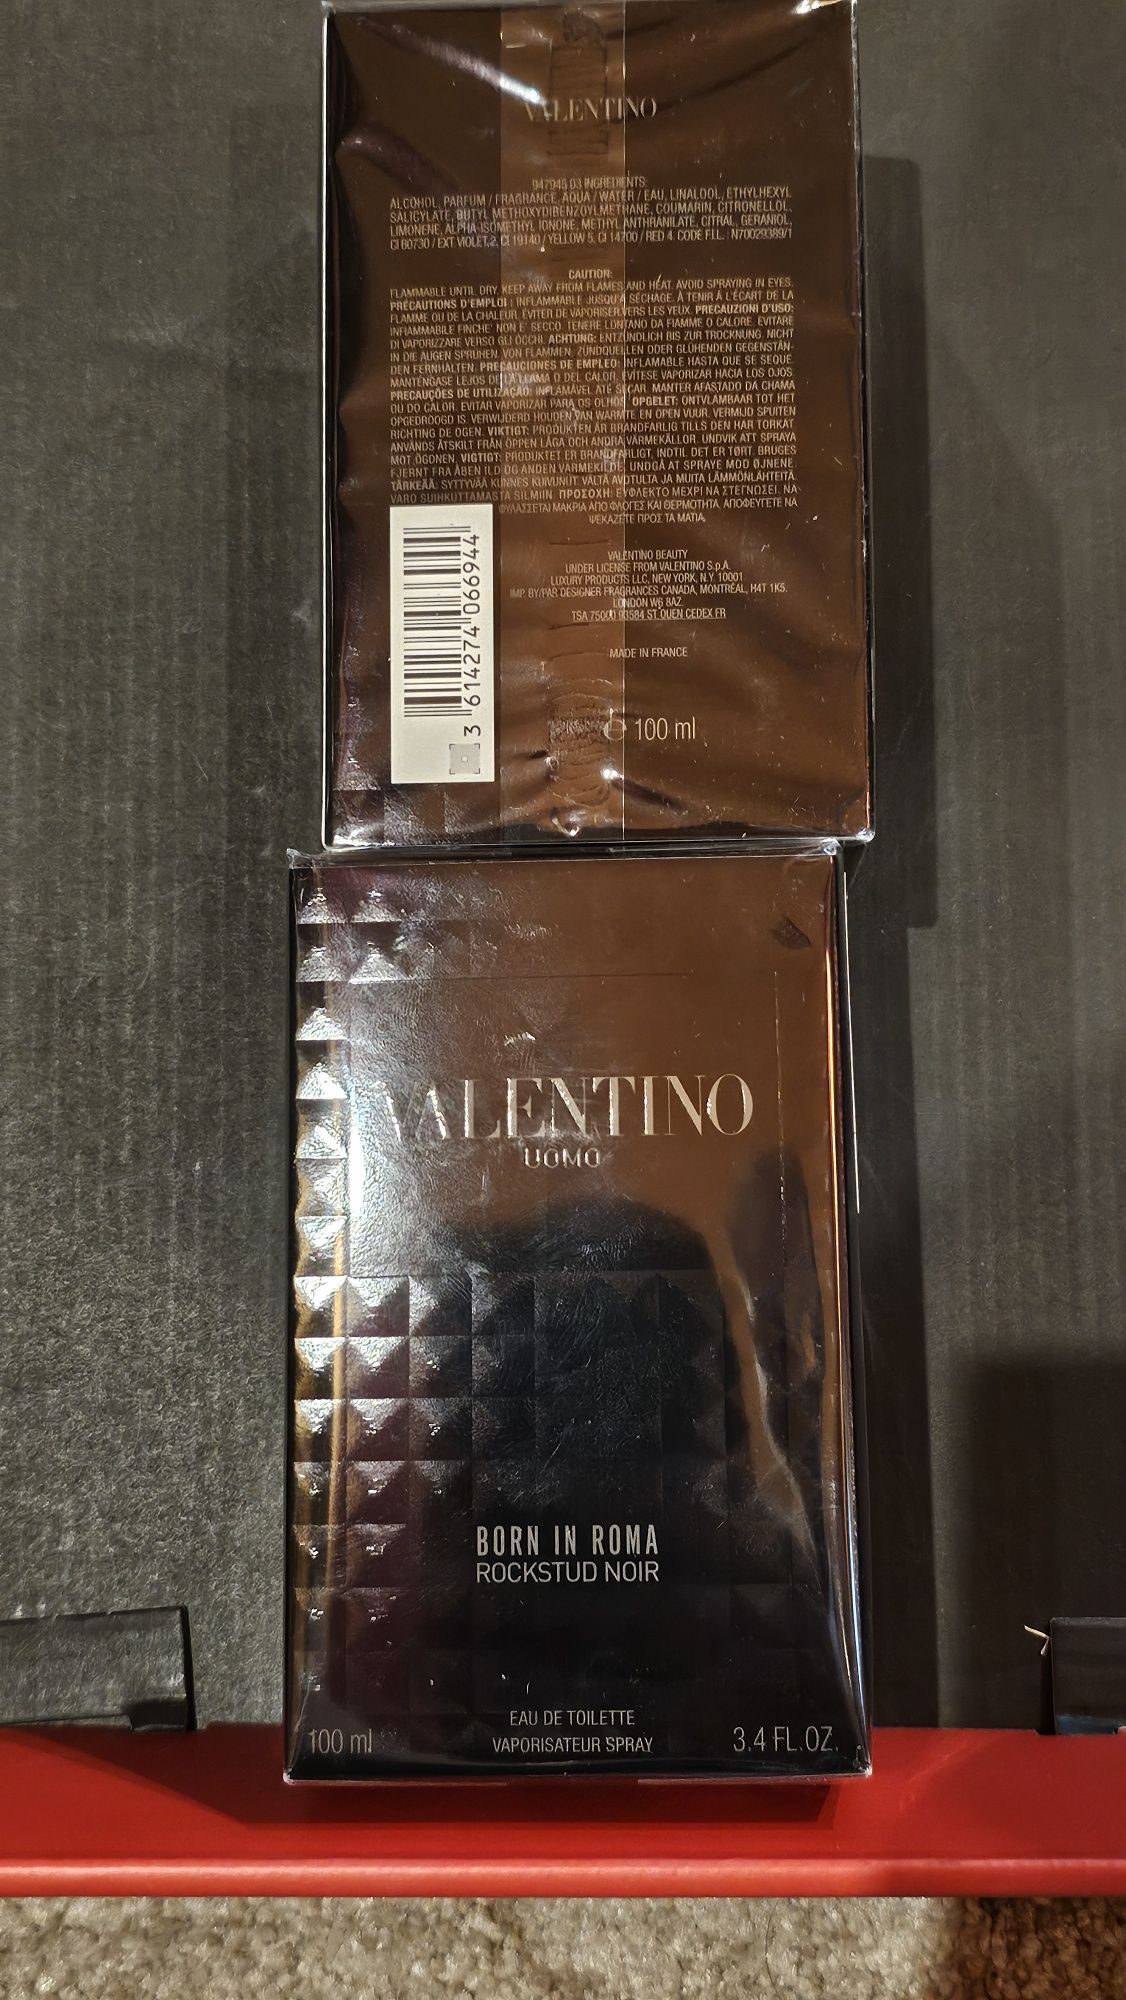 VALENTINO
947945 03 INGREDIENTS:
ALCOHOL, PARFUM / FRAGRANCE, AQUA / WATER / EAU, LINALOOL, ETHYLHEXYL
SALICYLATE, BUTYL METHOXYDIBENZOYLMETHANE, COUMARIN, CITRONELLOL,
LIMONENE, ALPHA-ISOMETHYL IONONE, METHYL ANTHRANILATE, CITRAL, GERANIOL,
CI 60730 / EXT VIOLET 2, CI 19140 / YELLOW 5, CI 14700 / RED 4. CODE F.I.L.: N70029389/1
CAUTION:
FLAMMABLE UNTIL DRY. KEEP AWAY FROM FLAMES AND HEAT. AVOID SPRAYING IN EYES.
PRÉCAUTIONS D'EMPLOI : INFLAMMABLE JUSQU'À SÉCHAGE. À TENIR À L'ÉCART DE LA
FLAMME OU DE LA CHALEUR. ÉVITER DE VAPORISER VERS LES YEUX. PRECAUZIONI D'USO:
INFIAMMABILE FINCHE' NON E' SECCO. TENERE LONTANO DA FIAMME O CALORE. EVITARE
DI VAPORIZZARE VERSO GLI OCCHI. ACHTUNG: ENTZÜNDLICH BIS ZUR TROCKNUNG. NICHT
IN DIE AUGEN SPRÜHEN. VON FLAMMEN, ZÜNDQUELLEN ODER GLÜHENDEN GEGENSTÄN-
DEN FERNHALTEN. PRECAUCIONES DE EMPLEO: INFLAMABLE HASTA QUE SE SEQUE.
MANTÉNGASE LEJOS DE LA LLAMA O DEL CALOR. EVÍTESE VAPORIZAR HACIA LOS OJOS.
PRECAUÇÕES DE UTILIZAÇÃO: INFLAMÁVEL ATÉ SECAR. MANTER AFASTADO DA CHAMA
OU DO CALOR. EVITAR VAPORIZAR PARA OS OLHOS. OPGELET: ONTVLAMBAAR TOT HET
OPGEDROOGD IS. VERWIJDERD HOUDEN VAN WARMTE EN OPEN VUUR. VERMIJD SPUITEN
RICHTING DE OGEN. VIKTIGT: PRODUKTEN ÄR BRANDFARLIG TILLS DEN HAR TORKAT
ANVÄNDS ÅTSKILT FRÅN ÖPPEN LÅGA OCH ANDRA VÄRMEKÄLLOR. UNDVIK ATT SPRAYA
MOT ÖGONEN. VIGTIGT: PRODUKTET ER BRANDFARLIGT, INDTIL DET ER TØRT. BRUGES
FJERNT FRA ÅBEN ILD OG ANDEN VARMEKILDE. UNDGÅ AT SPRAYE MOD ØJNENE.
TÄRKEÄÄ: SYTTYVÄÄ KUNNES KUIVUNUT. VÄLTÄ AVOTULTA JA MUITA LÄMMÖNLÄHTEITÄ.
VARO SUIHKUTTAMASTA SILMIIN. ΠΡΟΣΟΧΗ: ΕΥΦΛΕΚΤΟ ΜΕΧΡΙ ΝΑ ΣΤΕΓΝΩΣΕΙ. ΝΑ
ΦΥΛΑΣΣΕΤΑΙ ΜΑΚΡΙΑ ΑΠΟ ΦΛΟΓΕΣ ΚΑΙ ΘΕΡΜΟΤΗΤΑ. ΑΠΟΦΕΥΓΕΤΕ ΝΑ
ΨΕΚΑΖΕΤΕ ΠΡΟΣ ΤΑ ΜΑΤΙΑ.
VALENTINO BEAUTY
UNDER LICENSE FROM VALENTINO S.p.A.
LUXURY PRODUCTS LLC, NEW YORK, N.Y. 10001
IMP. BY/PAR DESIGNER FRAGRANCES CANADA, MONTRÉAL, H4T 1K5.
LONDON W6 8AZ.
TSA 75000 93584 ST. OUEN CEDEX FR
MADE IN FRANCE
℮ 100 ml
3 614274 066944
VALENTINO
UOMO
BORN IN ROMA
ROCKSTUD NOIR
EAU DE TOILETTE
100 ml VAPORISATEUR SPRAY 3.4 FL.OZ.